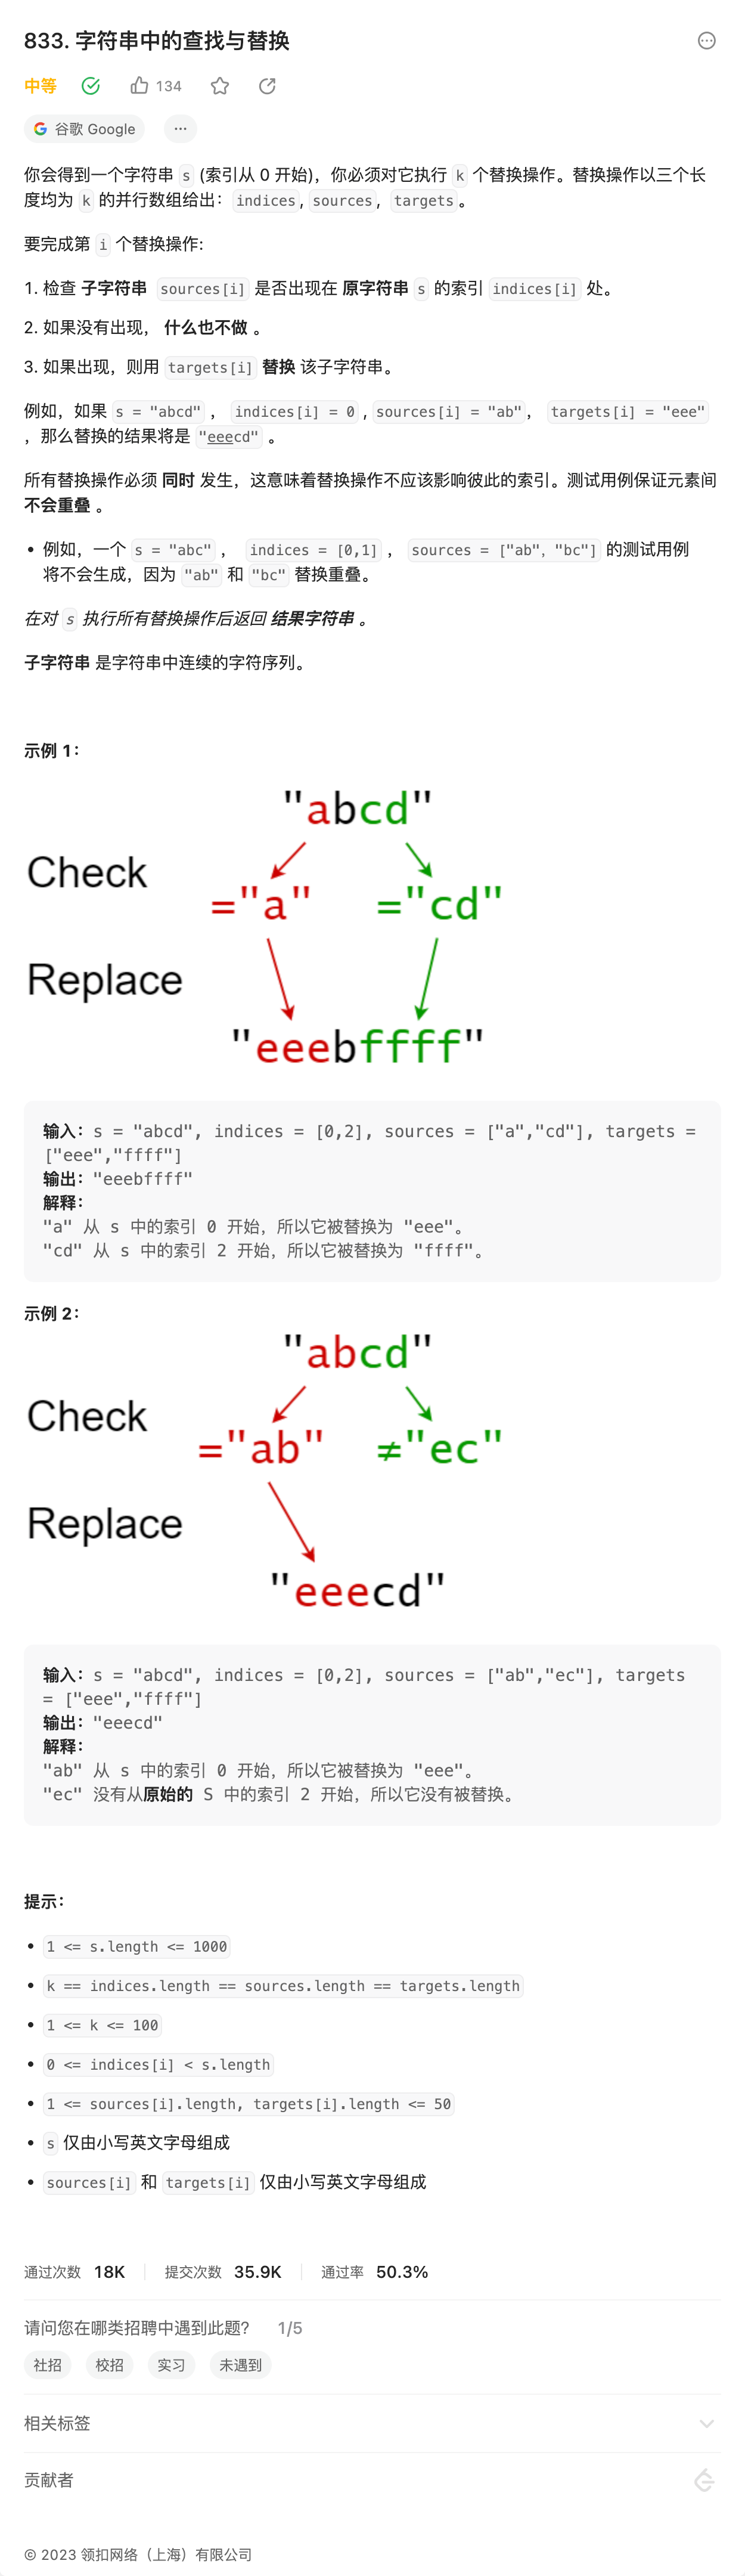 833. 字符串中的查找与替换
中等 134
谷歌 Google ...
你会得到一个字符串 s (索引从 0 开始)，你必须对它执行 k 个替换操作。替换操作以三个长
度均为 k 的并行数组给出：indices, sources, targets。
要完成第 i 个替换操作:
1. 检查 子字符串 sources[i] 是否出现在 原字符串 s 的索引 indices[i] 处。
2. 如果没有出现， 什么也不做 。
3. 如果出现，则用 targets[i] 替换 该子字符串。
例如，如果 s = "abcd" ， indices[i] = 0 , sources[i] = "ab"， targets[i] = "eee"
，那么替换的结果将是 "eeecd" 。
所有替换操作必须 同时 发生，这意味着替换操作不应该影响彼此的索引。测试用例保证元素间
不会重叠 。
• 例如，一个 s = "abc" ， indices = [0,1] ， sources = ["ab"，"bc"] 的测试用例
将不会生成，因为 "ab" 和 "bc" 替换重叠。
在对 s 执行所有替换操作后返回 结果字符串 。
子字符串 是字符串中连续的字符序列。
示例 1：
"abcd"
Check
="a" ="cd"
Replace
"eeebffff"
输入：s = "abcd", indices = [0,2], sources = ["a","cd"], targets =
["eee","ffff"]
输出："eeebffff"
解释：
"a" 从 s 中的索引 0 开始，所以它被替换为 "eee"。
"cd" 从 s 中的索引 2 开始，所以它被替换为 "ffff"。
示例 2：
"abcd"
Check
="ab" ≠"ec"
Replace
"eeecd"
输入：s = "abcd", indices = [0,2], sources = ["ab","ec"], targets
= ["eee","ffff"]
输出："eeecd"
解释：
"ab" 从 s 中的索引 0 开始，所以它被替换为 "eee"。
"ec" 没有从原始的 S 中的索引 2 开始，所以它没有被替换。
提示：
• 1 <= s.length <= 1000
• k == indices.length == sources.length == targets.length
• 1 <= k <= 100
• 0 <= indices[i] < s.length
• 1 <= sources[i].length, targets[i].length <= 50
• s 仅由小写英文字母组成
• sources[i] 和 targets[i] 仅由小写英文字母组成
通过次数 18K 提交次数 35.9K 通过率 50.3%
请问您在哪类招聘中遇到此题? 1/5
社招 校招 实习 未遇到
相关标签
贡献者
© 2023 领扣网络（上海）有限公司